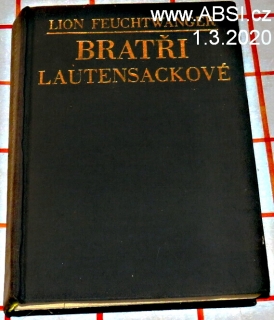 www.ABSI.cz
1.3.2020
LION FEUCHTWANGER
BRATŘI
LAUTENSACKOVÉ